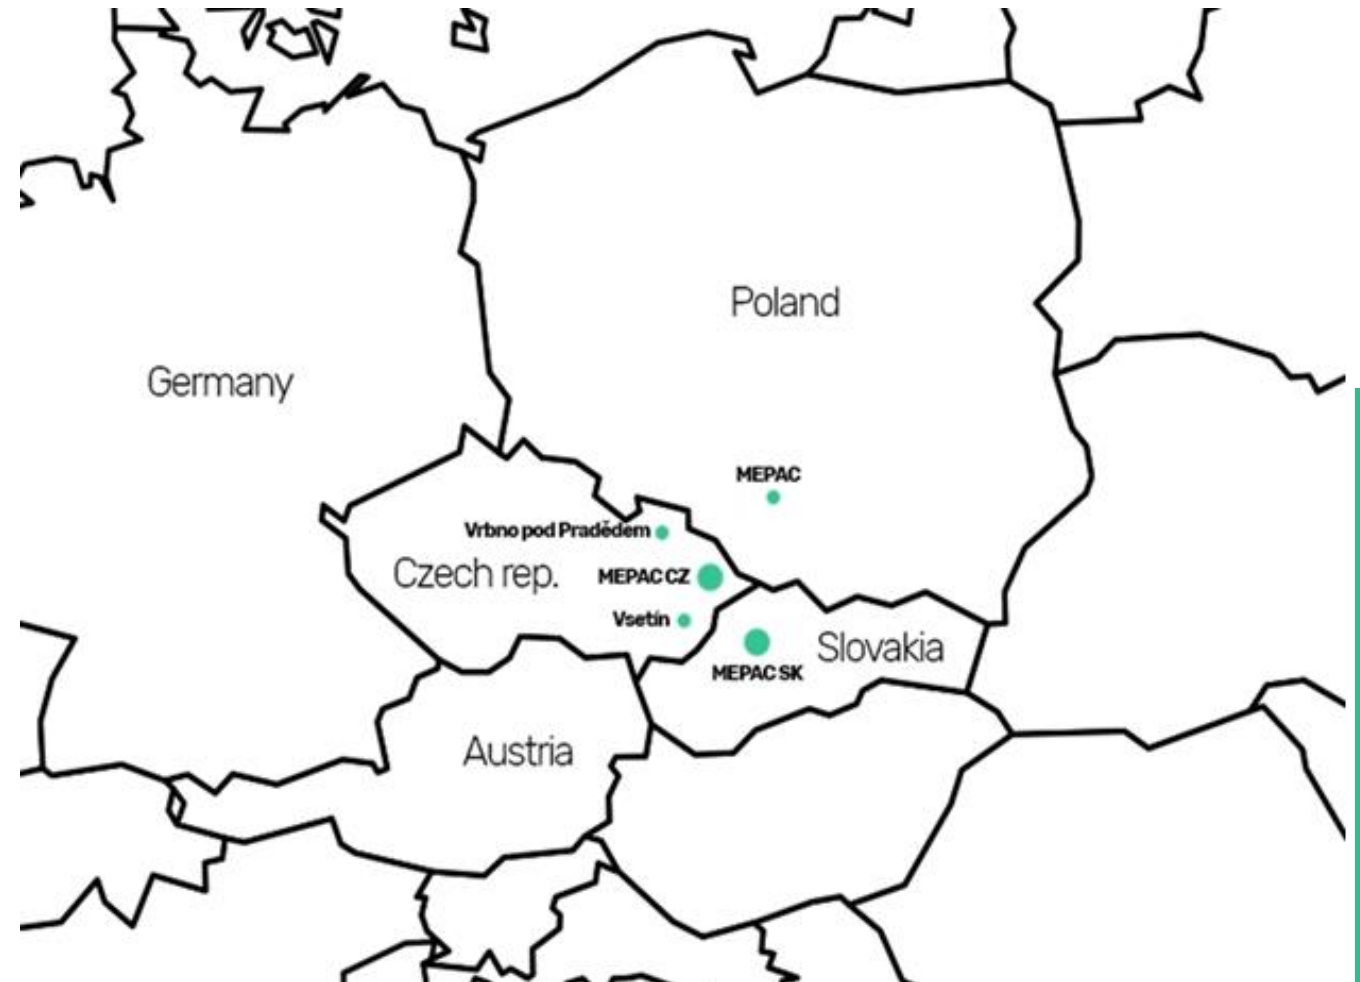 Poland
Germany
MEPAC
Vrbno pod Pradědem
Czech rep.
MEPAC CZ
Vsetín
Slovakia
MEPAC SK
Austria